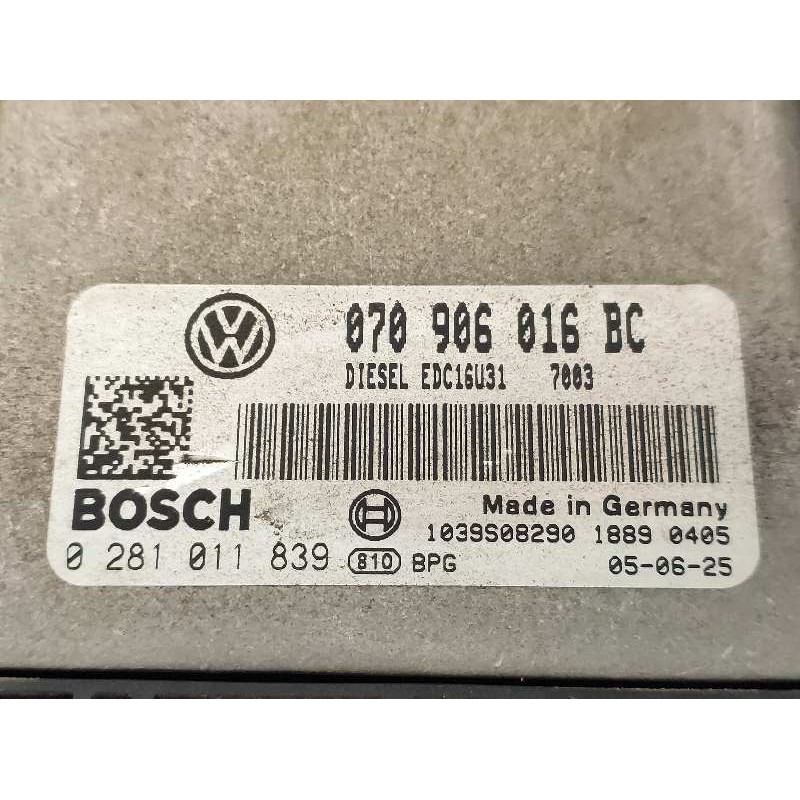 070 906 016 BC
DIESEL EDC16U31 7003
BOSCH
Made in Germany
1039S08290 1889 0405
0 281 011 839 810 BPG 05-06-25